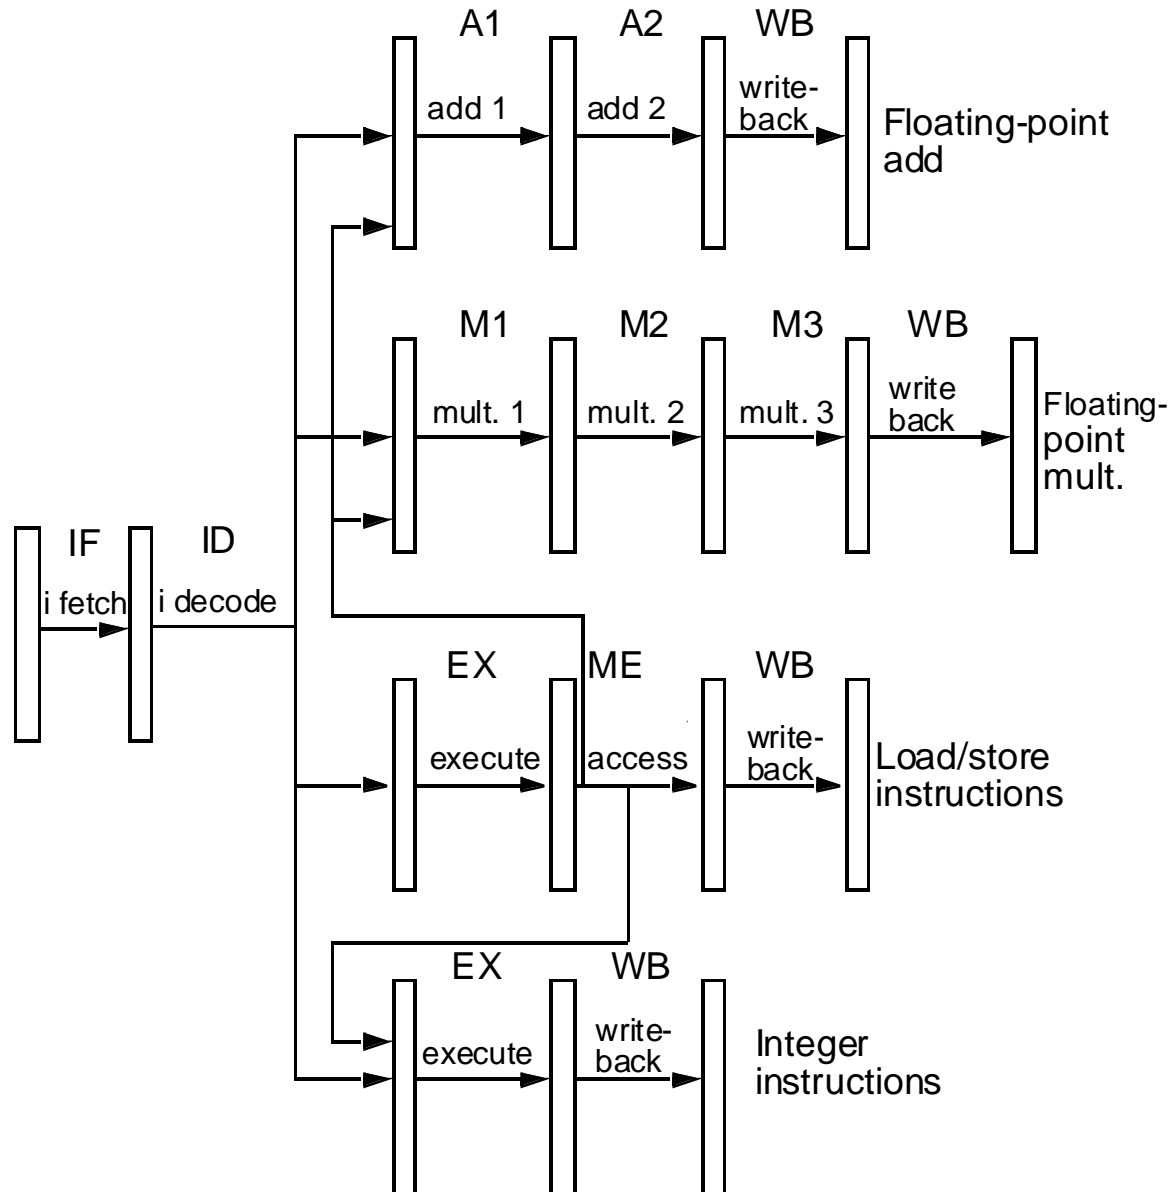 A1 A2 WB
add 1 add 2 write-
back
Floating-point
add
M1 M2 M3 WB
mult. 1 mult. 2 mult. 3 write
back
Floating-
point
mult.
IF ID
i fetch i decode
EX ME WB
execute access write-
back
Load/store
instructions
EX WB
execute write-
back
Integer
instructions